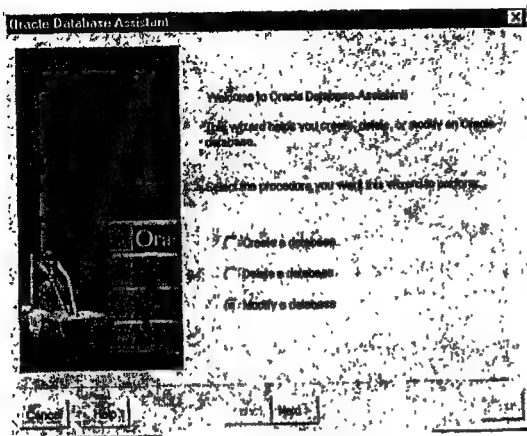 Oracle Database Assistant
Welcome to Oracle Database Assistant!
This wizard helps you create, delete, or modify an Oracle
database.
Select the procedure you want this wizard to perform.
Ora
Create a database
Delete a database
Modify a database
Cancel Help Next